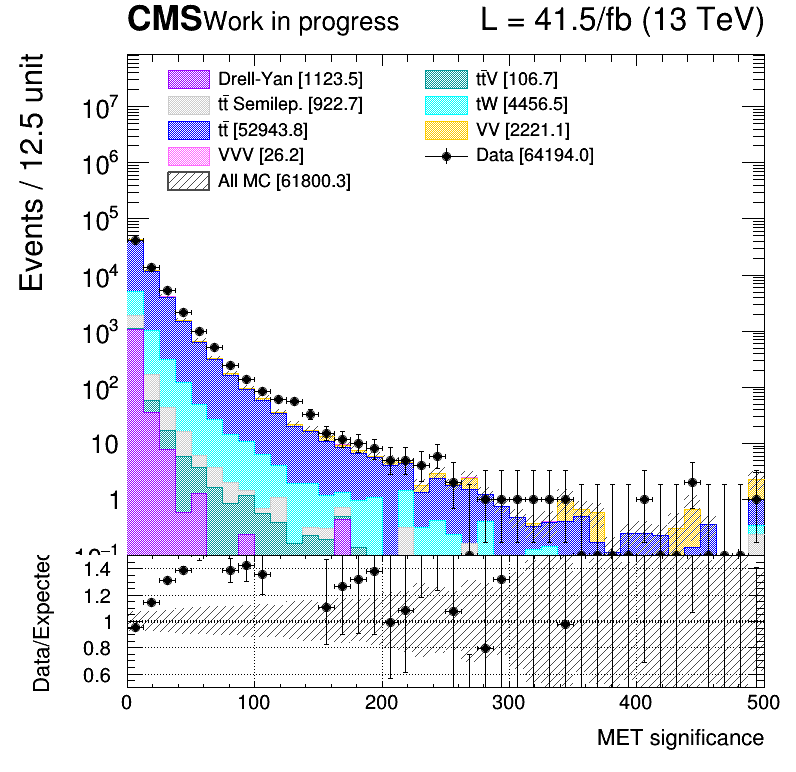 CMS Work in progress L = 41.5/fb (13 TeV)
Events / 12.5 unit
Drell-Yan [1123.5]
tt̄ Semilep. [922.7]
tt̄ [52943.8]
VVV [26.2]
All MC [61800.3]
tt̄V [106.7]
tW [4456.5]
VV [2221.1]
Data [64194.0]
10⁷
10⁶
10⁵
10⁴
10³
10²
10
1
10⁻¹
Data/Expected
1.4
1.2
1
0.8
0.6
0 100 200 300 400 500
MET significance